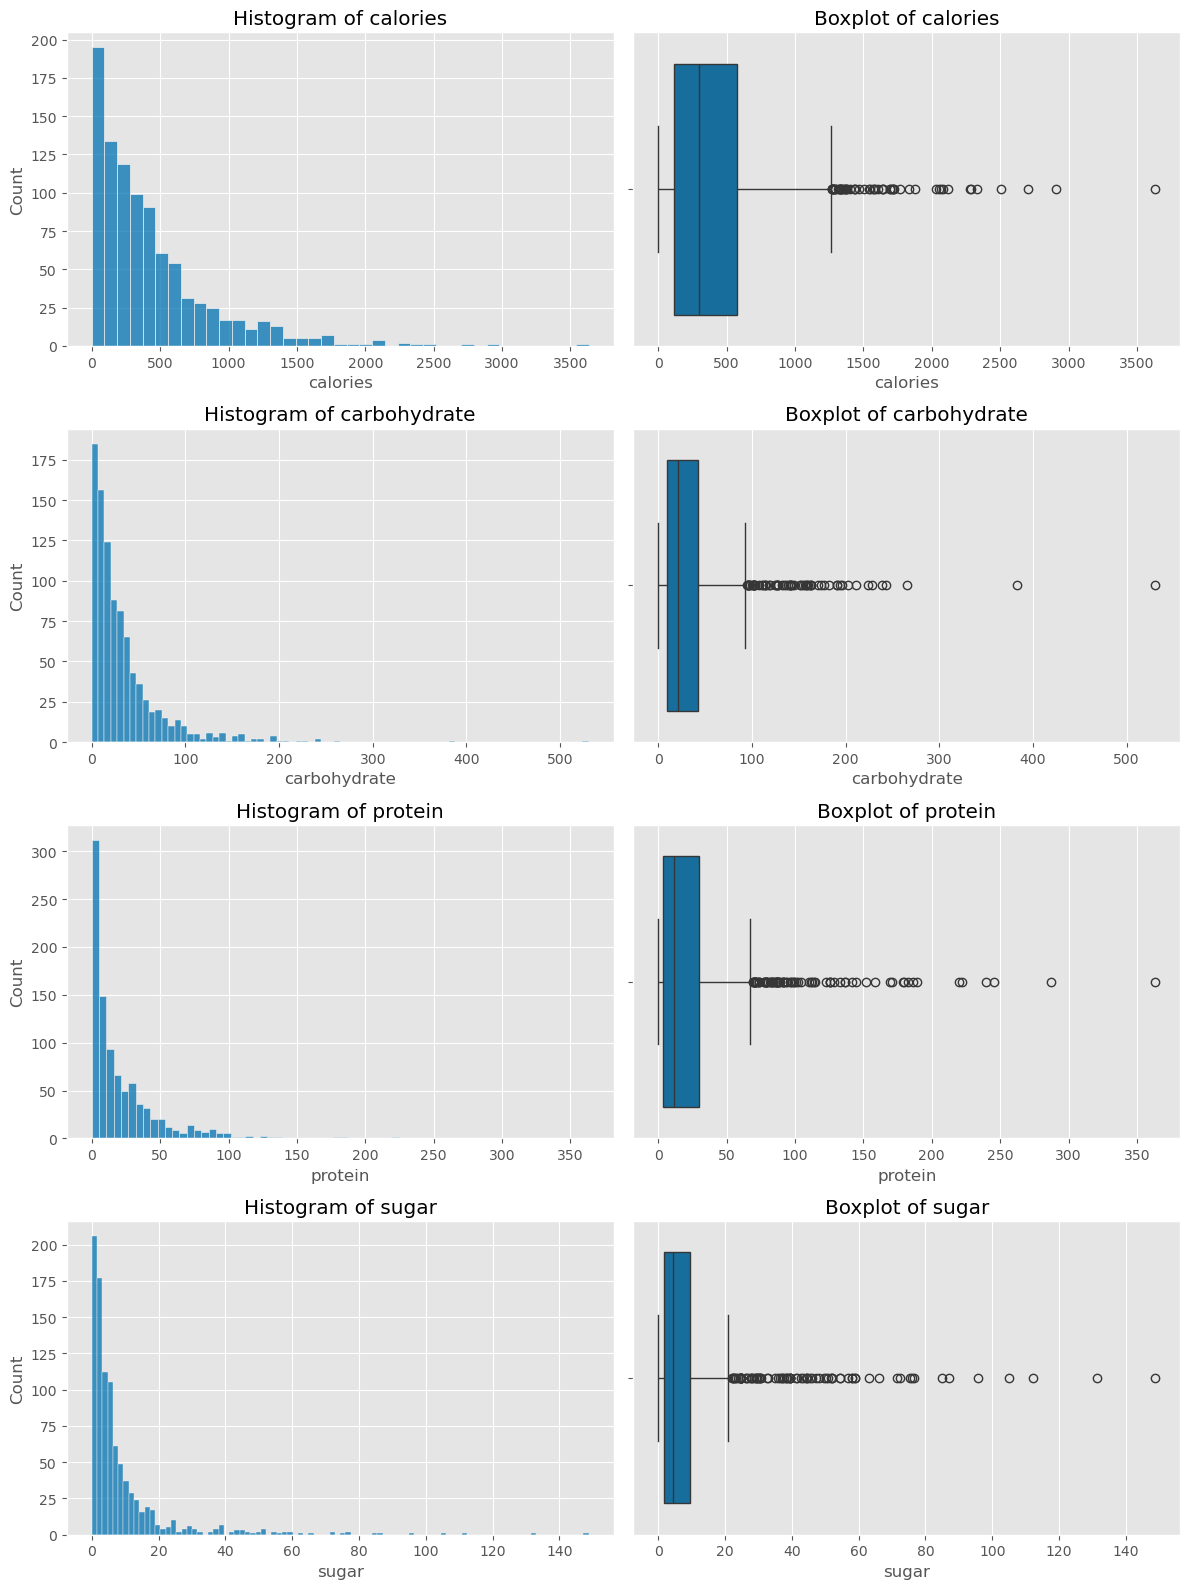 Histogram of calories
Boxplot of calories
200
175
150
125
100
75
50
25
0
Count
0 500 1000 1500 2000 2500 3000 3500
calories
0 500 1000 1500 2000 2500 3000 3500
calories
Histogram of carbohydrate
Boxplot of carbohydrate
175
150
125
100
75
50
25
0
Count
0 100 200 300 400 500
carbohydrate
0 100 200 300 400 500
carbohydrate
Histogram of protein
Boxplot of protein
300
250
200
150
100
50
0
Count
0 50 100 150 200 250 300 350
protein
0 50 100 150 200 250 300 350
protein
Histogram of sugar
Boxplot of sugar
200
175
150
125
100
75
50
25
0
Count
0 20 40 60 80 100 120 140
sugar
0 20 40 60 80 100 120 140
sugar